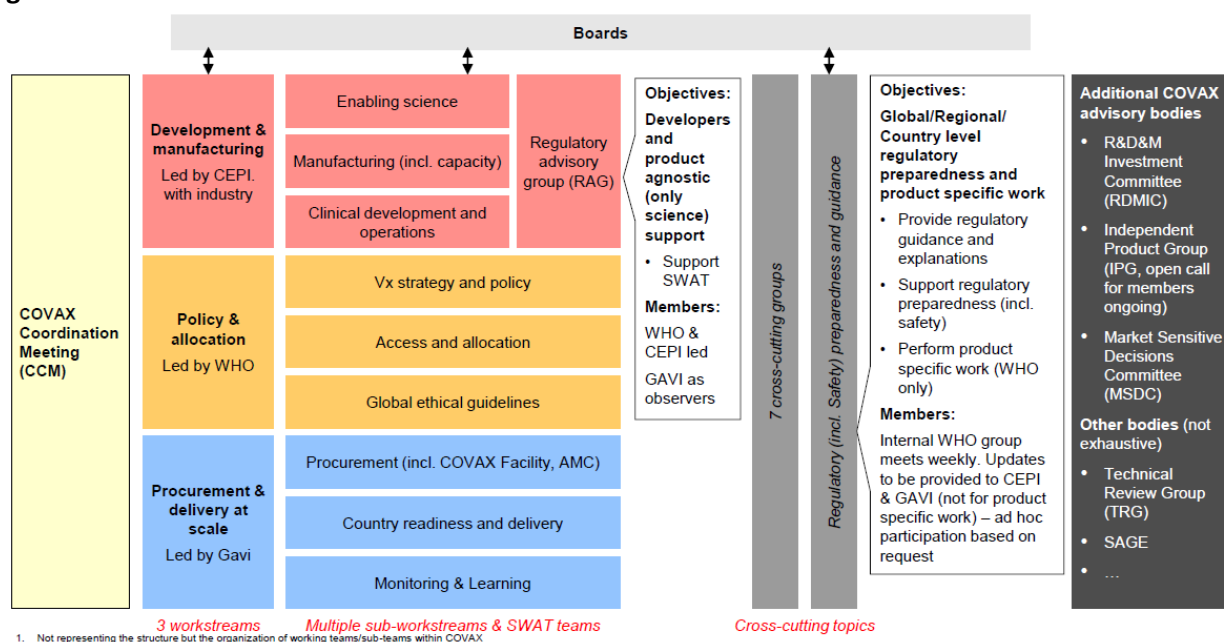 Boards
COVAX
Coordination
Meeting
(CCM)
Development &
manufacturing
Led by CEPI.
with industry
Enabling science
Manufacturing (incl. capacity)
Clinical development and
operations
Regulatory
advisory
group (RAG)
Policy &
allocation
Led by WHO
Vx strategy and policy
Access and allocation
Global ethical guidelines
Procurement &
delivery at
scale
Led by Gavi
Procurement (incl. COVAX Facility, AMC)
Country readiness and delivery
Monitoring & Learning
Objectives:
Developers
and
product
agnostic
(only
science)
support
• Support
SWAT
Members:
WHO &
CEPI led
GAVI as
observers
7 cross-cutting groups
Regulatory (incl. Safety) preparedness and guidance
Objectives:
Global/Regional/
Country level
regulatory
preparedness and
product specific work
• Provide regulatory
guidance and
explanations
• Support regulatory
preparedness (incl.
safety)
• Perform product
specific work (WHO
only)
Members:
Internal WHO group
meets weekly. Updates
to be provided to CEPI
& GAVI (not for product
specific work) – ad hoc
participation based on
request
Additional COVAX
advisory bodies
• R&D&M
Investment
Committee
(RDMIC)
• Independent
Product Group
(IPG, open call
for members
ongoing)
• Market Sensitive
Decisions
Committee
(MSDC)
Other bodies (not
exhaustive)
• Technical
Review Group
(TRG)
• SAGE
• …
3 workstreams
Multiple sub-workstreams & SWAT teams
Cross-cutting topics
1. Not representing the structure but the organization of working teams/sub-teams within COVAX